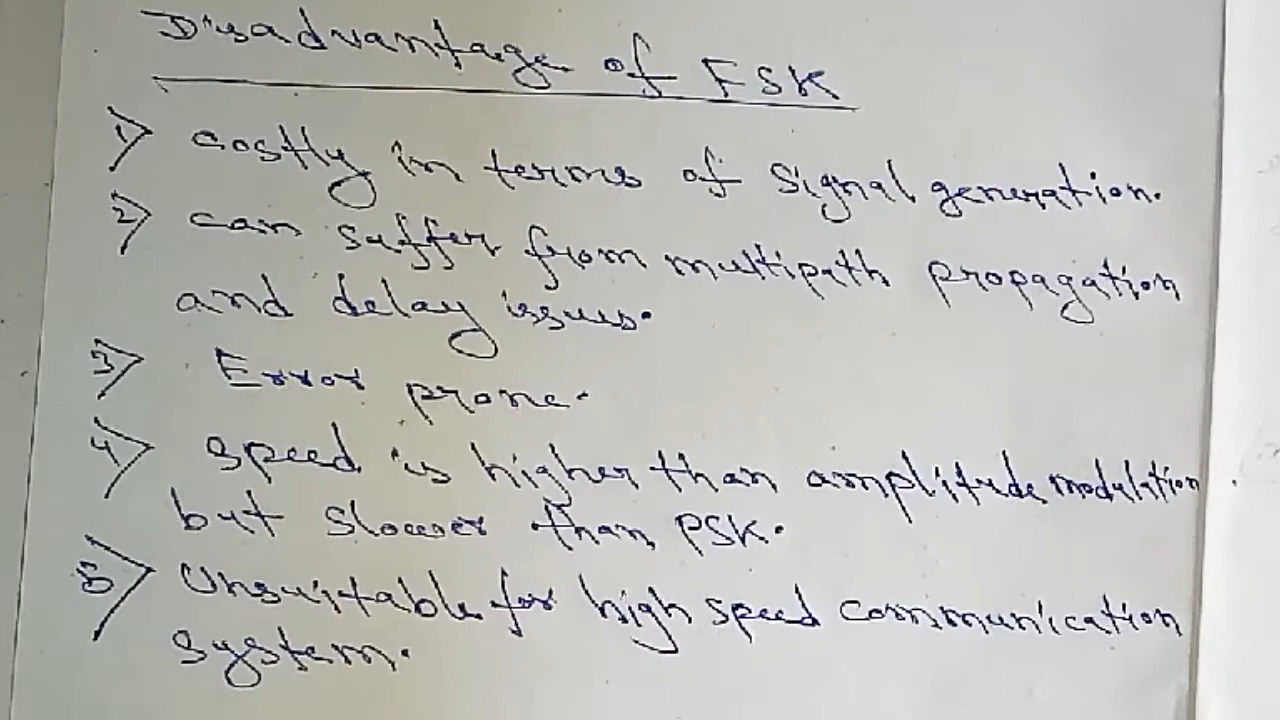 Disadvantage of FSK
1) costly in terms of signal generation.
2) can suffer from multipath propagation
and delay issues.
3) Error prone.
4) speed is higher than amplitude modulation
but slower than PSK.
5) Unsuitable for high speed communication
system.